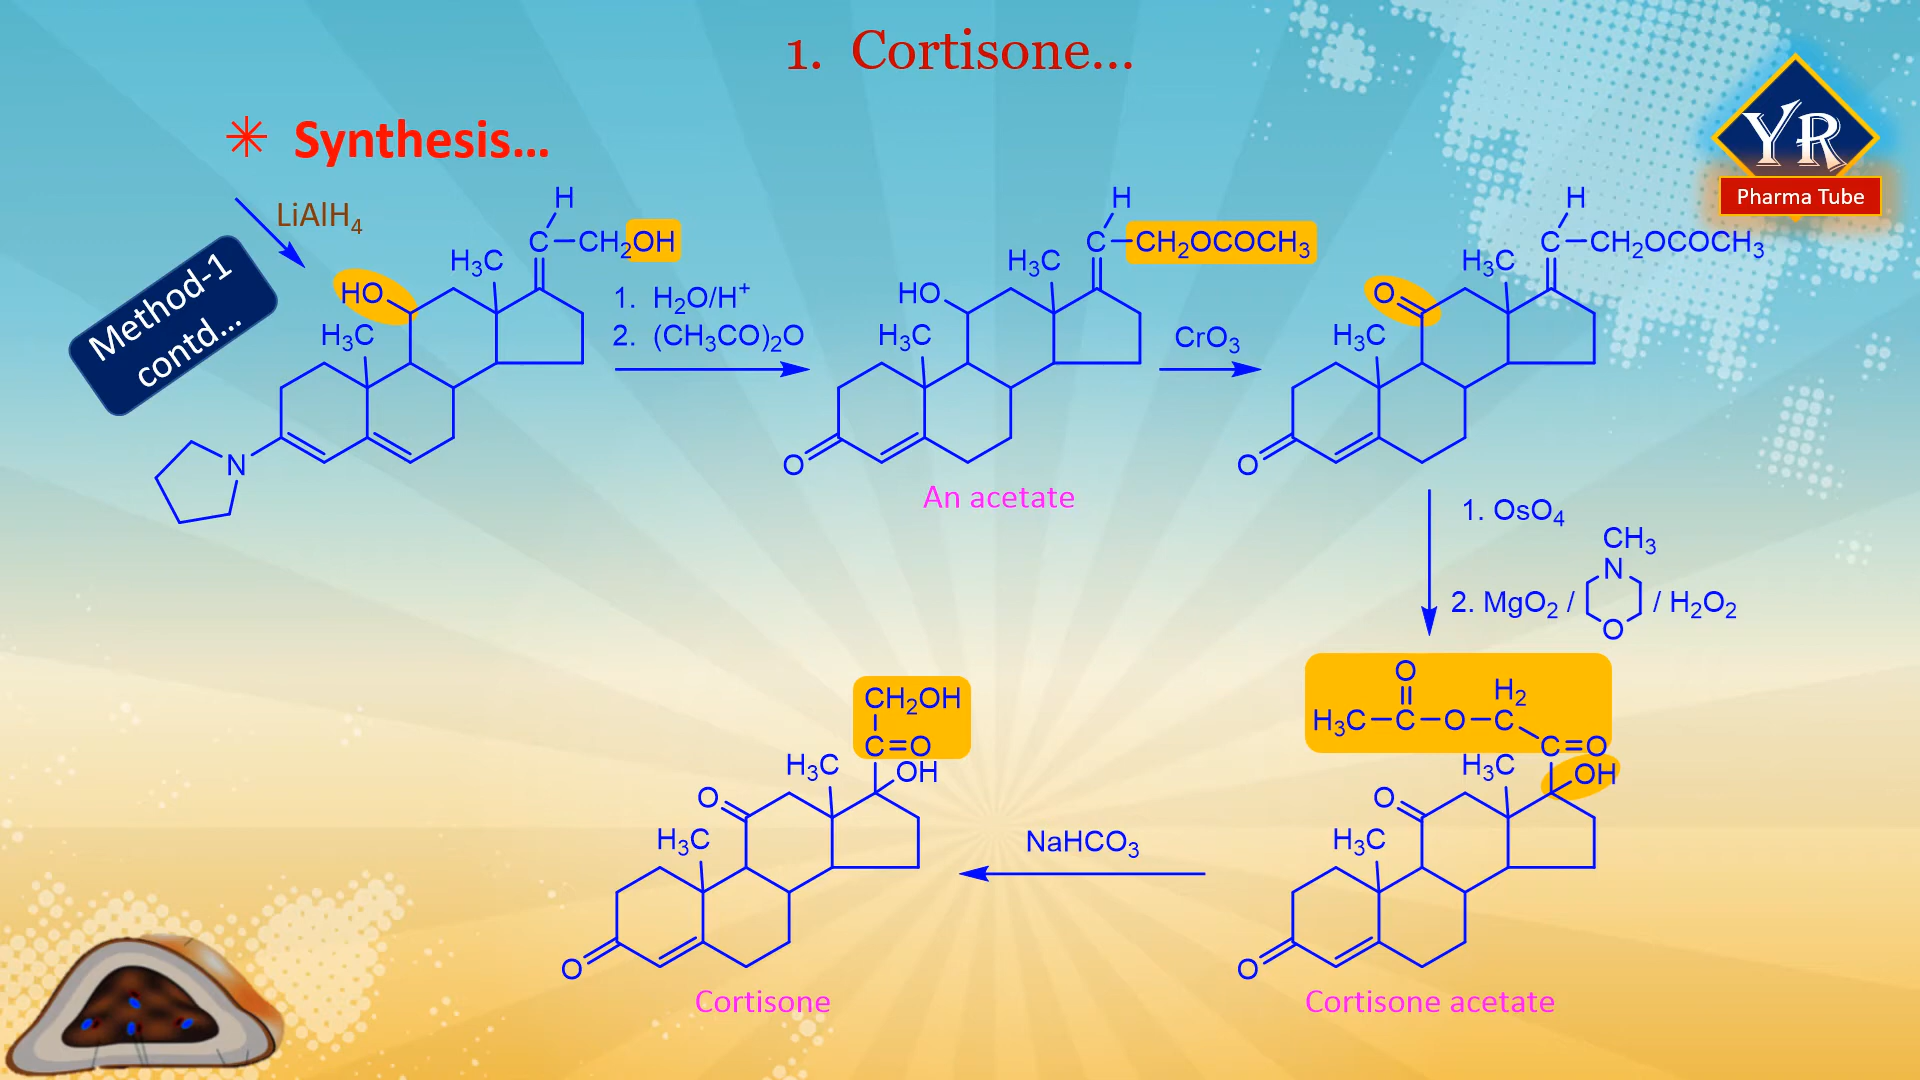 1. Cortisone...
✳ Synthesis...
YR
Pharma Tube
LiAlH4
Method-1
contd...
H
C
CH2OH
H3C
HO
H3C
N
1. H2O/H+
2. (CH3CO)2O
H
C
CH2OCOCH3
H3C
HO
H3C
O
An acetate
CrO3
H
C
CH2OCOCH3
H3C
O
H3C
O
1. OsO4
2. MgO2 /
CH3
N
O
/ H2O2
O
H2
H3C
C
O
C
C=O
H3C
OH
O
H3C
O
Cortisone acetate
NaHCO3
CH2OH
C=O
H3C
OH
O
H3C
O
Cortisone